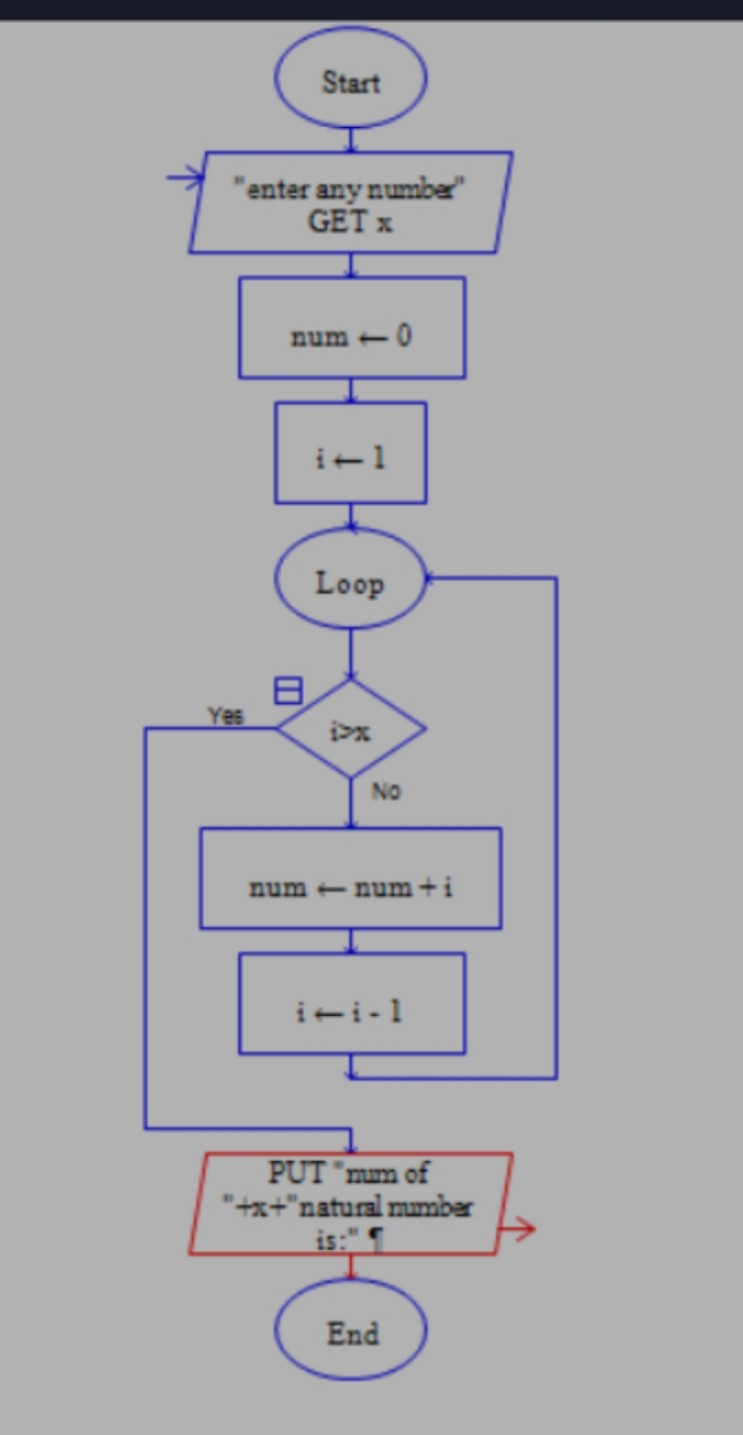 Start
"enter any number"
GET x
num ← 0
i ← 1
Loop
i>x
Yes
No
num ← num + i
i ← i - 1
PUT "num of
"+x+"natural number
is:" ¶
End